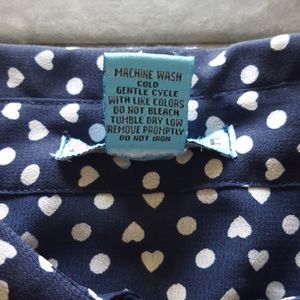 MACHINE WASH
COLD
GENTLE CYCLE
WITH LIKE COLORS
DO NOT BLEACH
TUMBLE DRY LOW
REMOVE PROMPTLY
DO NOT IRON